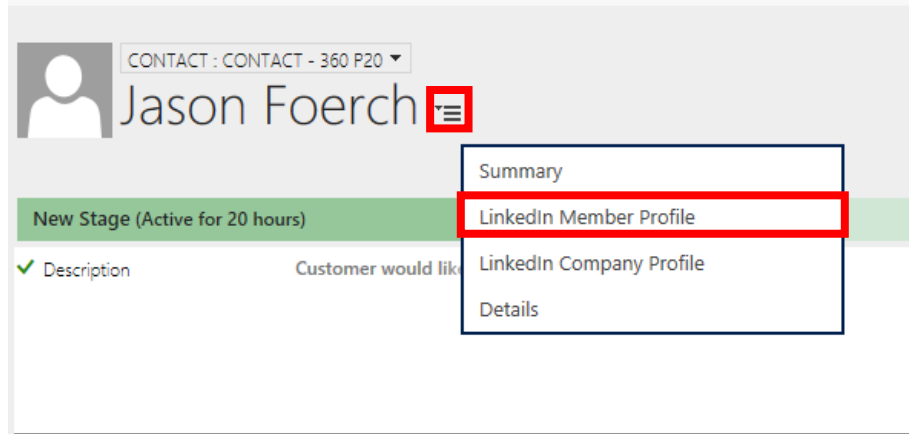 CONTACT : CONTACT - 360 P20
Jason Foerch
Summary
New Stage (Active for 20 hours)
LinkedIn Member Profile
Description
Customer would lik
LinkedIn Company Profile
Details